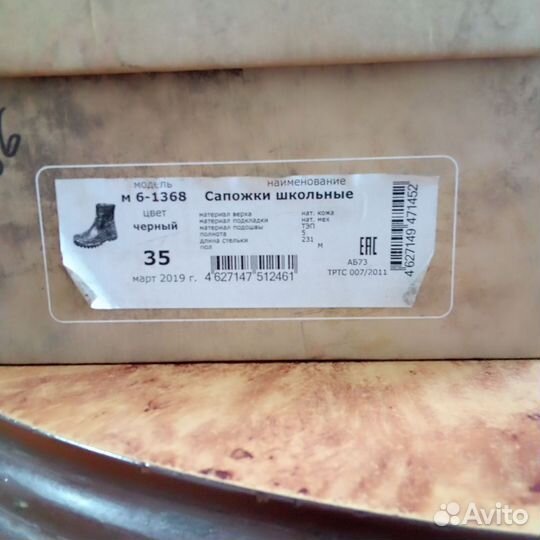 6
модель
наименование
м 6-1368 Сапожки школьные
цвет
черный
35
март 2019 г.
материал верха нат. кожа
материал подкладки нат. мех
материал подошвы ТЭП
полнота 5
длина стельки 231
пол м
4 627147 512461
ЕАС
АБ73
ТРТС 007/2011
4 627149 471452
Avito